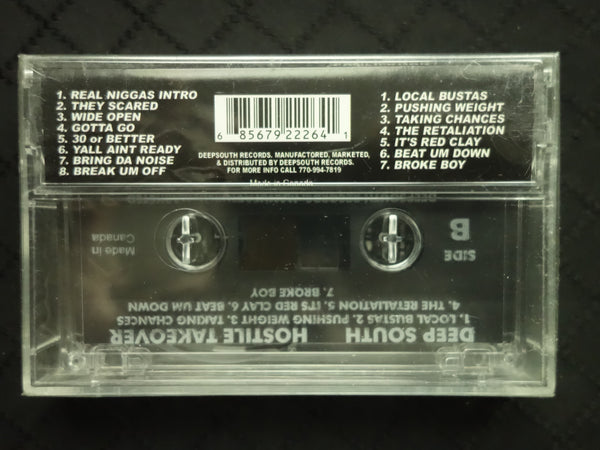 1. REAL NIGGAS INTRO
2. THEY SCARED
3. WIDE OPEN
4. GOTTA GO
5. 30 or BETTER
6. YALL AINT READY
7. BRING DA NOISE
8. BREAK UM OFF
6 85679 22264 1
DEEPSOUTH RECORDS. MANUFACTORED, MARKETED,
& DISTRIBUTED BY DEEPSOUTH RECORDS.
FOR MORE INFO CALL 770-994-7819
Made in Canada
1. LOCAL BUSTAS
2. PUSHING WEIGHT
3. TAKING CHANCES
4. THE RETALIATION
5. IT'S RED CLAY
6. BEAT UM DOWN
7. BROKE BOY
DEEP SOUTH HOSTILE TAKEOVER
1. LOCAL BUSTAS 2. PUSHING WEIGHT 3. TAKING CHANCES
4. THE RETALIATION 5. IT'S RED CLAY 6. BEAT UM DOWN
7. BROKE BOY
SIDE
B
Made in
Canada